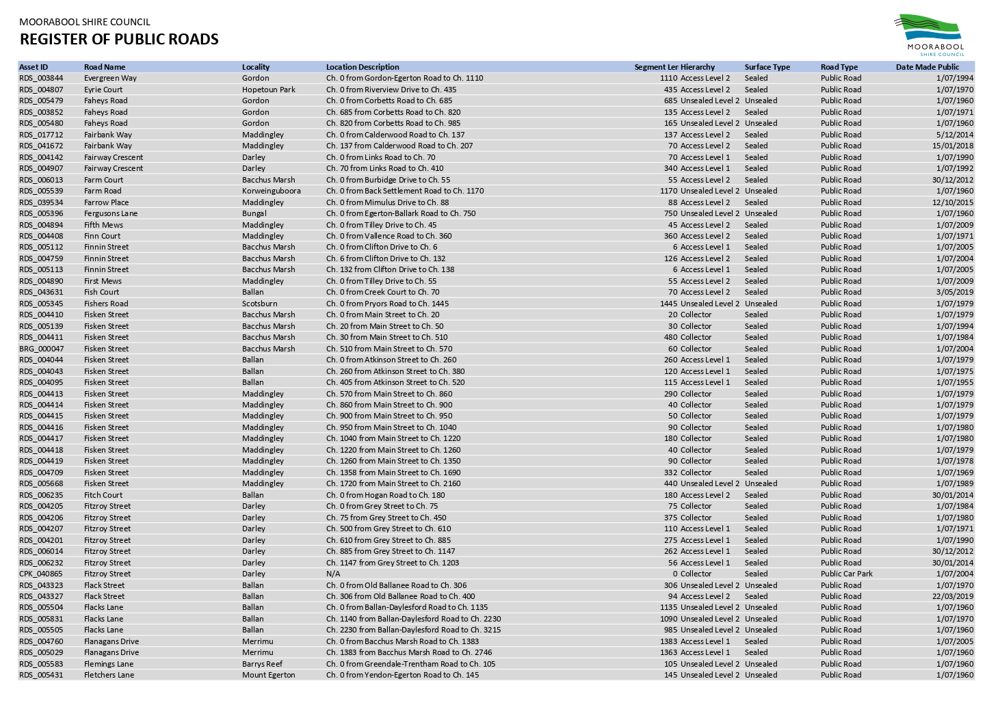 MOORABOOL SHIRE COUNCIL
REGISTER OF PUBLIC ROADS
MOORABOOL
SHIRE COUNCIL
Asset ID Road Name Locality Location Description Segment Len Hierarchy Surface Type Road Type Date Made Public
RDS_003844 Evergreen Way Gordon Ch. 0 from Gordon-Egerton Road to Ch. 1110 1110 Access Level 2 Sealed Public Road 1/07/1994
RDS_004807 Eyrie Court Hopetoun Park Ch. 0 from Riverview Drive to Ch. 435 435 Access Level 2 Sealed Public Road 1/07/1970
RDS_005479 Faheys Road Gordon Ch. 0 from Corbetts Road to Ch. 685 685 Unsealed Level 2 Unsealed Public Road 1/07/1960
RDS_003852 Faheys Road Gordon Ch. 685 from Corbetts Road to Ch. 820 135 Access Level 2 Sealed Public Road 1/07/1971
RDS_005480 Faheys Road Gordon Ch. 820 from Corbetts Road to Ch. 985 165 Unsealed Level 2 Unsealed Public Road 1/07/1960
RDS_017712 Fairbank Way Maddingley Ch. 0 from Calderwood Road to Ch. 137 137 Access Level 2 Sealed Public Road 5/12/2014
RDS_041672 Fairbank Way Maddingley Ch. 137 from Calderwood Road to Ch. 207 70 Access Level 2 Sealed Public Road 15/01/2018
RDS_004142 Fairway Crescent Darley Ch. 0 from Links Road to Ch. 70 70 Access Level 1 Sealed Public Road 1/07/1990
RDS_004907 Fairway Crescent Darley Ch. 70 from Links Road to Ch. 410 340 Access Level 1 Sealed Public Road 1/07/1992
RDS_006013 Farm Court Bacchus Marsh Ch. 0 from Burbidge Drive to Ch. 55 55 Access Level 2 Sealed Public Road 30/12/2012
RDS_005539 Farm Road Korweinguboora Ch. 0 from Back Settlement Road to Ch. 1170 1170 Unsealed Level 2 Unsealed Public Road 1/07/1960
RDS_039534 Farrow Place Maddingley Ch. 0 from Mimulus Drive to Ch. 88 88 Access Level 2 Sealed Public Road 12/10/2015
RDS_005396 Fergusons Lane Bungal Ch. 0 from Egerton-Ballark Road to Ch. 750 750 Unsealed Level 2 Unsealed Public Road 1/07/1960
RDS_004894 Fifth Mews Maddingley Ch. 0 from Tilley Drive to Ch. 45 45 Access Level 2 Sealed Public Road 1/07/2009
RDS_004408 Finn Court Maddingley Ch. 0 from Vallence Road to Ch. 360 360 Access Level 2 Sealed Public Road 1/07/1971
RDS_005112 Finnin Street Bacchus Marsh Ch. 0 from Clifton Drive to Ch. 6 6 Access Level 1 Sealed Public Road 1/07/2005
RDS_004759 Finnin Street Bacchus Marsh Ch. 6 from Clifton Drive to Ch. 132 126 Access Level 2 Sealed Public Road 1/07/2004
RDS_005113 Finnin Street Bacchus Marsh Ch. 132 from Clifton Drive to Ch. 138 6 Access Level 1 Sealed Public Road 1/07/2005
RDS_004890 First Mews Maddingley Ch. 0 from Tilley Drive to Ch. 55 55 Access Level 2 Sealed Public Road 1/07/2009
RDS_043631 Fish Court Ballan Ch. 0 from Creek Court to Ch. 70 70 Access Level 2 Sealed Public Road 3/05/2019
RDS_005345 Fishers Road Scotsburn Ch. 0 from Pryors Road to Ch. 1445 1445 Unsealed Level 2 Unsealed Public Road 1/07/1979
RDS_004410 Fisken Street Bacchus Marsh Ch. 0 from Main Street to Ch. 20 20 Collector Sealed Public Road 1/07/1979
RDS_005139 Fisken Street Bacchus Marsh Ch. 20 from Main Street to Ch. 50 30 Collector Sealed Public Road 1/07/1994
RDS_004411 Fisken Street Bacchus Marsh Ch. 30 from Main Street to Ch. 510 480 Collector Sealed Public Road 1/07/1984
BRG_000047 Fisken Street Bacchus Marsh Ch. 510 from Main Street to Ch. 570 60 Collector Sealed Public Road 1/07/2004
RDS_004044 Fisken Street Ballan Ch. 0 from Atkinson Street to Ch. 260 260 Access Level 1 Sealed Public Road 1/07/1979
RDS_004043 Fisken Street Ballan Ch. 260 from Atkinson Street to Ch. 380 120 Access Level 1 Sealed Public Road 1/07/1975
RDS_004095 Fisken Street Ballan Ch. 405 from Atkinson Street to Ch. 520 115 Access Level 1 Sealed Public Road 1/07/1955
RDS_004413 Fisken Street Maddingley Ch. 570 from Main Street to Ch. 860 290 Collector Sealed Public Road 1/07/1979
RDS_004414 Fisken Street Maddingley Ch. 860 from Main Street to Ch. 900 40 Collector Sealed Public Road 1/07/1979
RDS_004415 Fisken Street Maddingley Ch. 900 from Main Street to Ch. 950 50 Collector Sealed Public Road 1/07/1979
RDS_004416 Fisken Street Maddingley Ch. 950 from Main Street to Ch. 1040 90 Collector Sealed Public Road 1/07/1980
RDS_004417 Fisken Street Maddingley Ch. 1040 from Main Street to Ch. 1220 180 Collector Sealed Public Road 1/07/1980
RDS_004418 Fisken Street Maddingley Ch. 1220 from Main Street to Ch. 1260 40 Collector Sealed Public Road 1/07/1979
RDS_004419 Fisken Street Maddingley Ch. 1260 from Main Street to Ch. 1350 90 Collector Sealed Public Road 1/07/1978
RDS_004709 Fisken Street Maddingley Ch. 1358 from Main Street to Ch. 1690 332 Collector Sealed Public Road 1/07/1969
RDS_005668 Fisken Street Maddingley Ch. 1720 from Main Street to Ch. 2160 440 Unsealed Level 2 Unsealed Public Road 1/07/1989
RDS_006235 Fitch Court Ballan Ch. 0 from Hogan Road to Ch. 180 180 Access Level 2 Sealed Public Road 30/01/2014
RDS_004205 Fitzroy Street Darley Ch. 0 from Grey Street to Ch. 75 75 Collector Sealed Public Road 1/07/1984
RDS_004206 Fitzroy Street Darley Ch. 75 from Grey Street to Ch. 450 375 Collector Sealed Public Road 1/07/1980
RDS_004207 Fitzroy Street Darley Ch. 500 from Grey Street to Ch. 610 110 Access Level 1 Sealed Public Road 1/07/1971
RDS_004201 Fitzroy Street Darley Ch. 610 from Grey Street to Ch. 885 275 Access Level 1 Sealed Public Road 1/07/1990
RDS_006014 Fitzroy Street Darley Ch. 885 from Grey Street to Ch. 1147 262 Access Level 1 Sealed Public Road 30/12/2012
RDS_006232 Fitzroy Street Darley Ch. 1147 from Grey Street to Ch. 1203 56 Access Level 1 Sealed Public Road 30/01/2014
CPK_040865 Fitzroy Street Darley N/A 0 Collector Sealed Public Car Park 1/07/2004
RDS_043323 Flack Street Ballan Ch. 0 from Old Ballanee Road to Ch. 306 306 Unsealed Level 2 Unsealed Public Road 1/07/1970
RDS_043327 Flack Street Ballan Ch. 306 from Old Ballanee Road to Ch. 400 94 Access Level 2 Sealed Public Road 22/03/2019
RDS_005504 Flacks Lane Ballan Ch. 0 from Ballan-Daylesford Road to Ch. 1135 1135 Unsealed Level 2 Unsealed Public Road 1/07/1960
RDS_005831 Flacks Lane Ballan Ch. 1140 from Ballan-Daylesford Road to Ch. 2230 1090 Unsealed Level 2 Unsealed Public Road 1/07/1970
RDS_005505 Flacks Lane Ballan Ch. 2230 from Ballan-Daylesford Road to Ch. 3215 985 Unsealed Level 2 Unsealed Public Road 1/07/1960
RDS_004760 Flanagans Drive Merrimu Ch. 0 from Bacchus Marsh Road to Ch. 1383 1383 Access Level 1 Sealed Public Road 1/07/2005
RDS_005029 Flanagans Drive Merrimu Ch. 1383 from Bacchus Marsh Road to Ch. 2746 1363 Access Level 1 Sealed Public Road 1/07/1960
RDS_005583 Flemings Lane Barrys Reef Ch. 0 from Greendale-Trentham Road to Ch. 105 105 Unsealed Level 2 Unsealed Public Road 1/07/1960
RDS_005431 Fletchers Lane Mount Egerton Ch. 0 from Yendon-Egerton Road to Ch. 145 145 Unsealed Level 2 Unsealed Public Road 1/07/1960